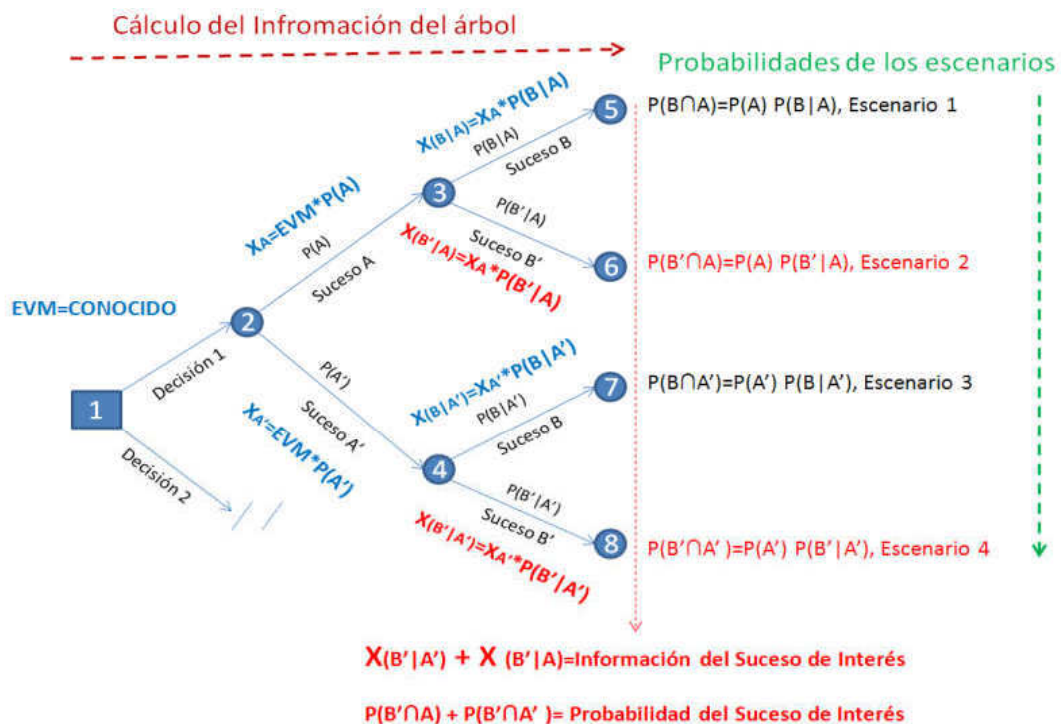 Cálculo del Infromación del árbol
Probabilidades de los escenarios
X(B|A)=XA*P(B|A)
P(B|A)
Suceso B
5
P(B∩A)=P(A) P(B|A), Escenario 1
XA=EVM*P(A)
P(A)
Suceso A
3
P(B'|A)
Suceso B'
X(B'|A)=XA*P(B'|A)
6
P(B'∩A)=P(A) P(B'|A), Escenario 2
EVM=CONOCIDO
2
Decisión 1
1
Decisión 2
P(A')
Suceso A'
XA'=EVM*P(A')
X(B|A')=XA'*P(B|A')
P(B|A')
Suceso B
7
P(B∩A')=P(A') P(B|A'), Escenario 3
4
P(B'|A')
Suceso B'
X(B'|A')=XA'*P(B'|A')
8
P(B'∩A' )=P(A') P(B'|A'), Escenario 4
X(B'|A') + X (B'|A)=Información del Suceso de Interés
P(B'∩A) + P(B'∩A' )= Probabilidad del Suceso de Interés